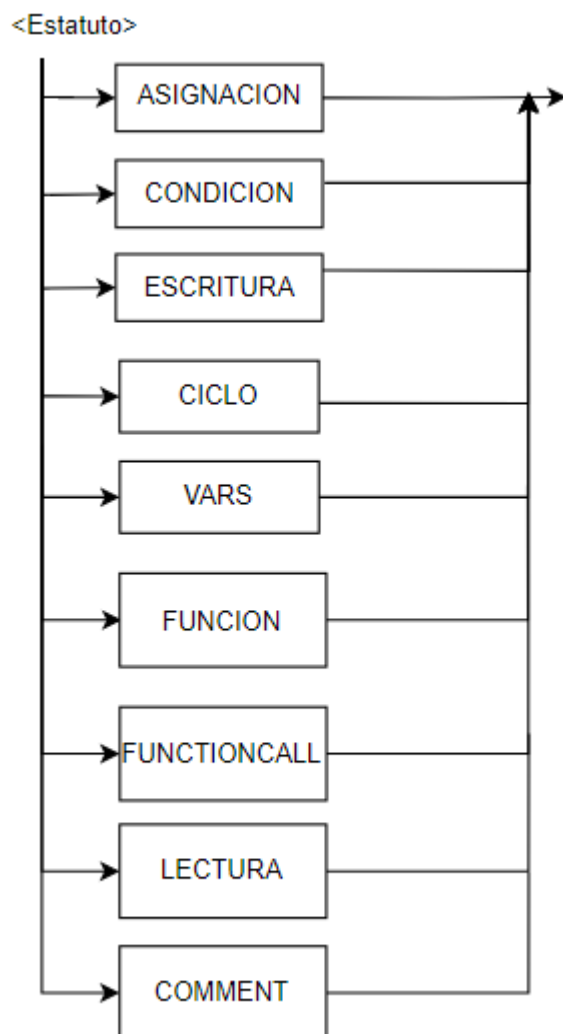 <Estatuto>
ASIGNACION
CONDICION
ESCRITURA
CICLO
VARS
FUNCION
FUNCTIONCALL
LECTURA
COMMENT